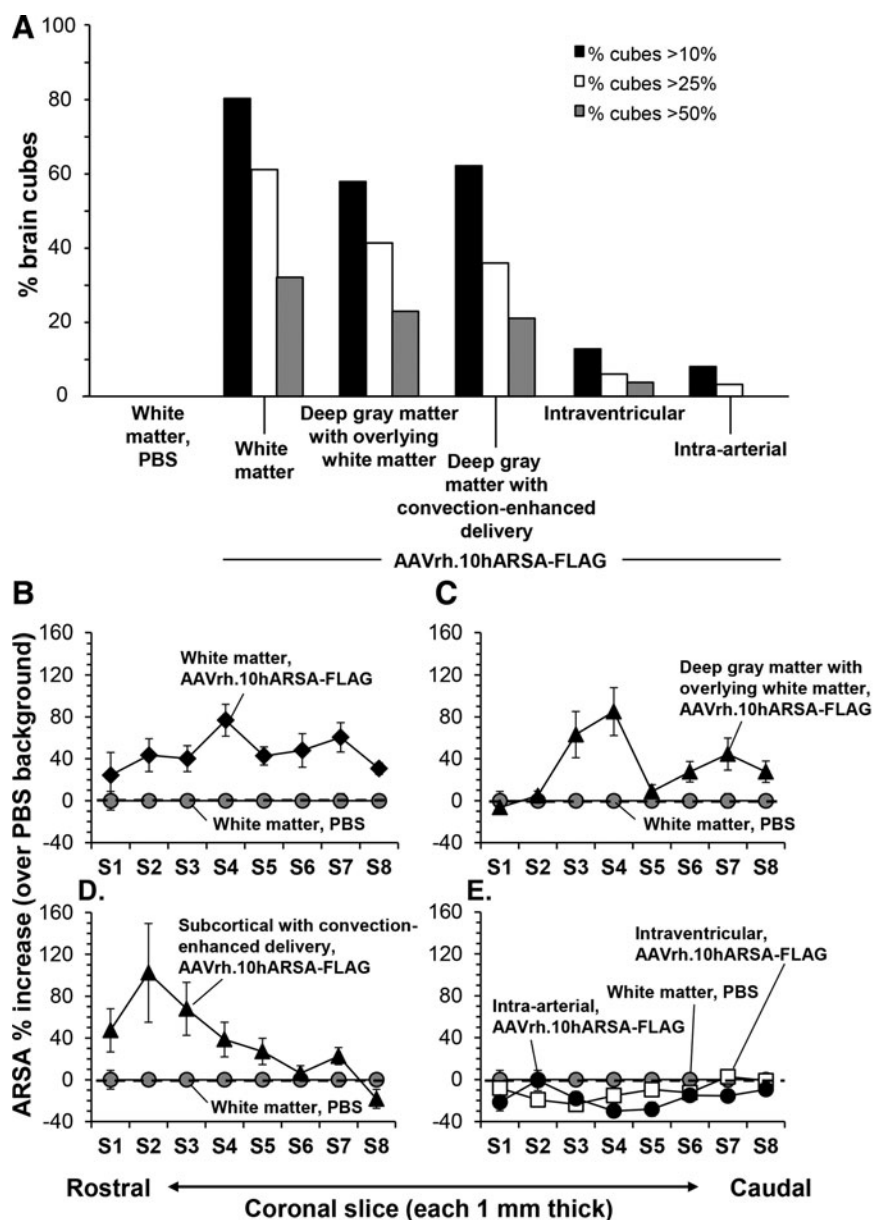 A
100
80
60
40
20
0
% brain cubes
% cubes >10%
% cubes >25%
% cubes >50%
White
matter,
PBS
White
matter
Deep gray matter
with overlying
white matter
Deep gray
matter with
convection-enhanced
delivery
Intraventricular
Intra-arterial
AAVrh.10hARSA-FLAG
ARSA % increase (over PBS background)
B
160
120
80
40
0
-40
White matter,
AAVrh.10hARSA-FLAG
White matter, PBS
S1 S2 S3 S4 S5 S6 S7 S8
C
160
120
80
40
0
-40
Deep gray matter with
overlying white matter,
AAVrh.10hARSA-FLAG
White matter, PBS
S1 S2 S3 S4 S5 S6 S7 S8
D.
160
120
80
40
0
-40
Subcortical with convection-
enhanced delivery,
AAVrh.10hARSA-FLAG
White matter, PBS
S1 S2 S3 S4 S5 S6 S7 S8
E.
160
120
80
40
0
-40
Intraventricular,
AAVrh.10hARSA-FLAG
White matter, PBS
Intra-arterial,
AAVrh.10hARSA-FLAG
S1 S2 S3 S4 S5 S6 S7 S8
Rostral
Caudal
Coronal slice (each 1 mm thick)